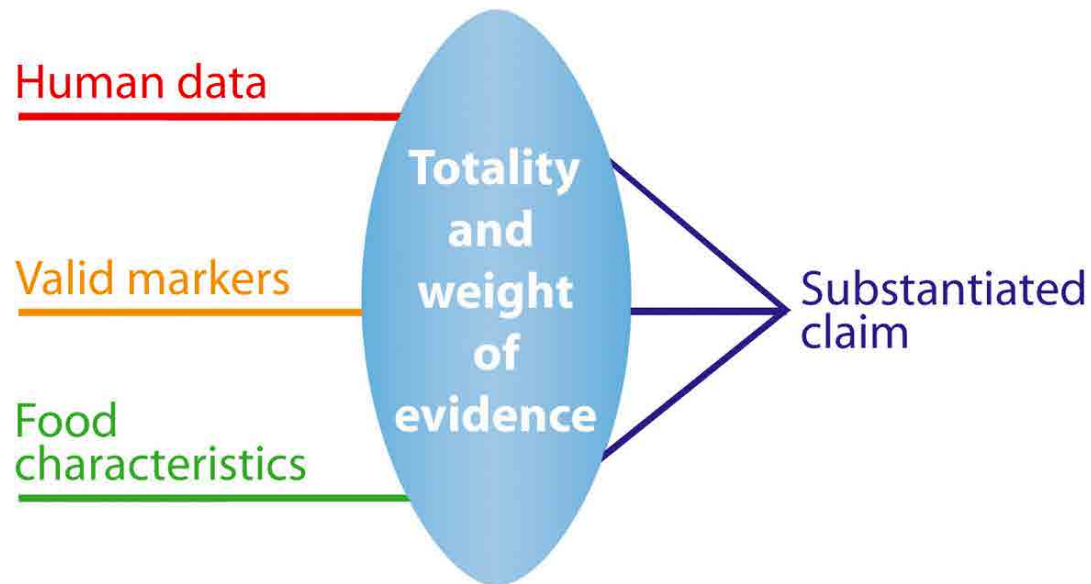 Human data
Valid markers
Food
characteristics
Totality
and
weight
of
evidence
Substantiated
claim